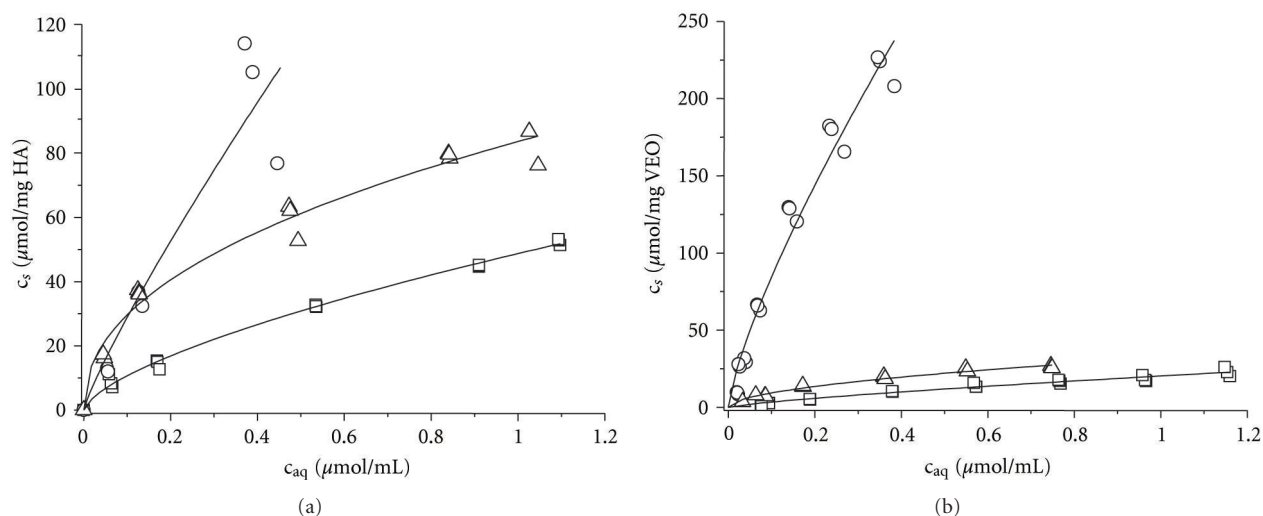 120
100
80
60
40
20
0
c_s (μmol/mg HA)
0 0.2 0.4 0.6 0.8 1 1.2
c_aq (μmol/mL)
(a)
250
200
150
100
50
25
0
c_s (μmol/mg VEO)
0 0.2 0.4 0.6 0.8 1 1.2
c_aq (μmol/mL)
(b)